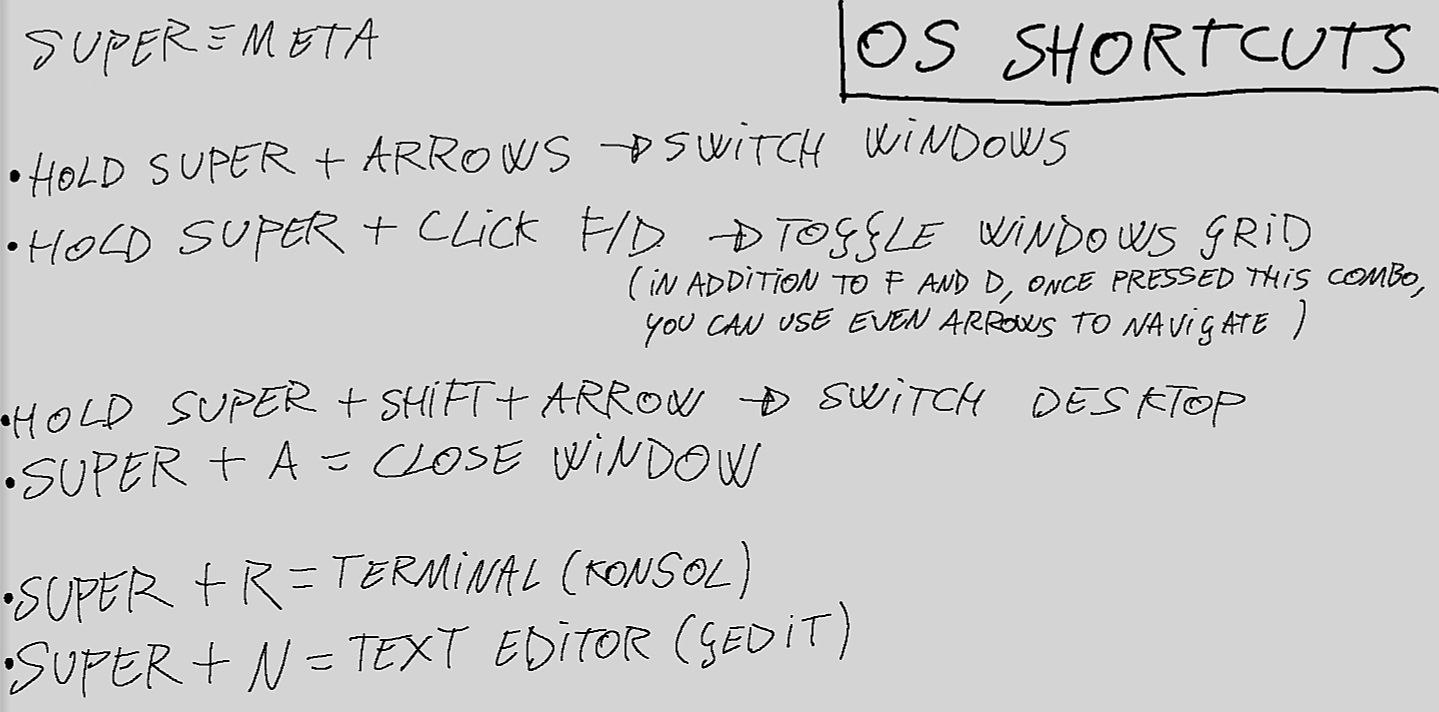 SUPER≡META
OS SHORTCUTS
•HOLD SUPER + ARROWS → SWITCH WINDOWS
•HOLD SUPER + CLICK F/D → TOGGLE WINDOWS GRID
(IN ADDITION TO F AND D, ONCE PRESSED THIS COMBO,
YOU CAN USE EVEN ARROWS TO NAVIGATE)
•HOLD SUPER + SHIFT + ARROW → SWITCH DESKTOP
•SUPER + A = CLOSE WINDOW
•SUPER + R = TERMINAL (KONSOL)
•SUPER + N = TEXT EDITOR (GEDIT)